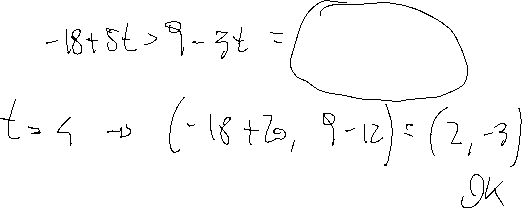 -18+5t > 9-3t =
t=4 → (-18+20, 9-12) = (2,-3)
OK